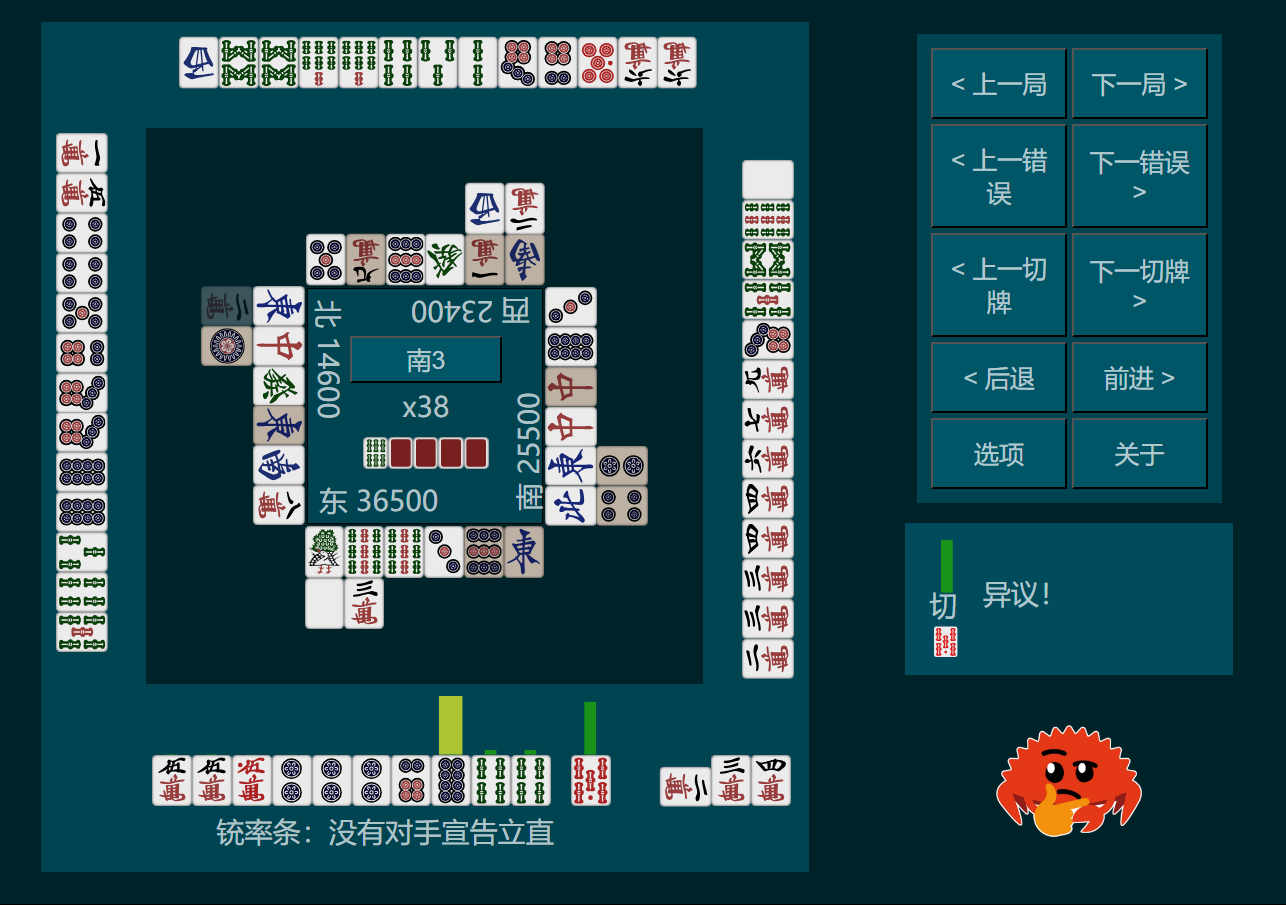 < 上一局
下一局 >
< 上一错
误
下一错误
>
< 上一切
牌
下一切牌
>
< 后退
前进 >
选项
关于
切
异议!
西 23400
北 14600
南3
x38
南 25500
东 36500
铳率条：没有对手宣告立直